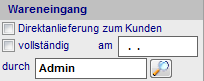 Wareneingang
Direktanlieferung zum Kunden
vollständig am . .
durch Admin